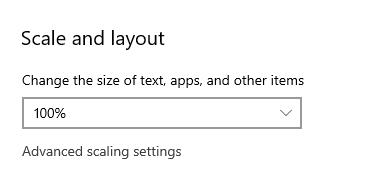 Scale and layout
Change the size of text, apps, and other items
100%
Advanced scaling settings